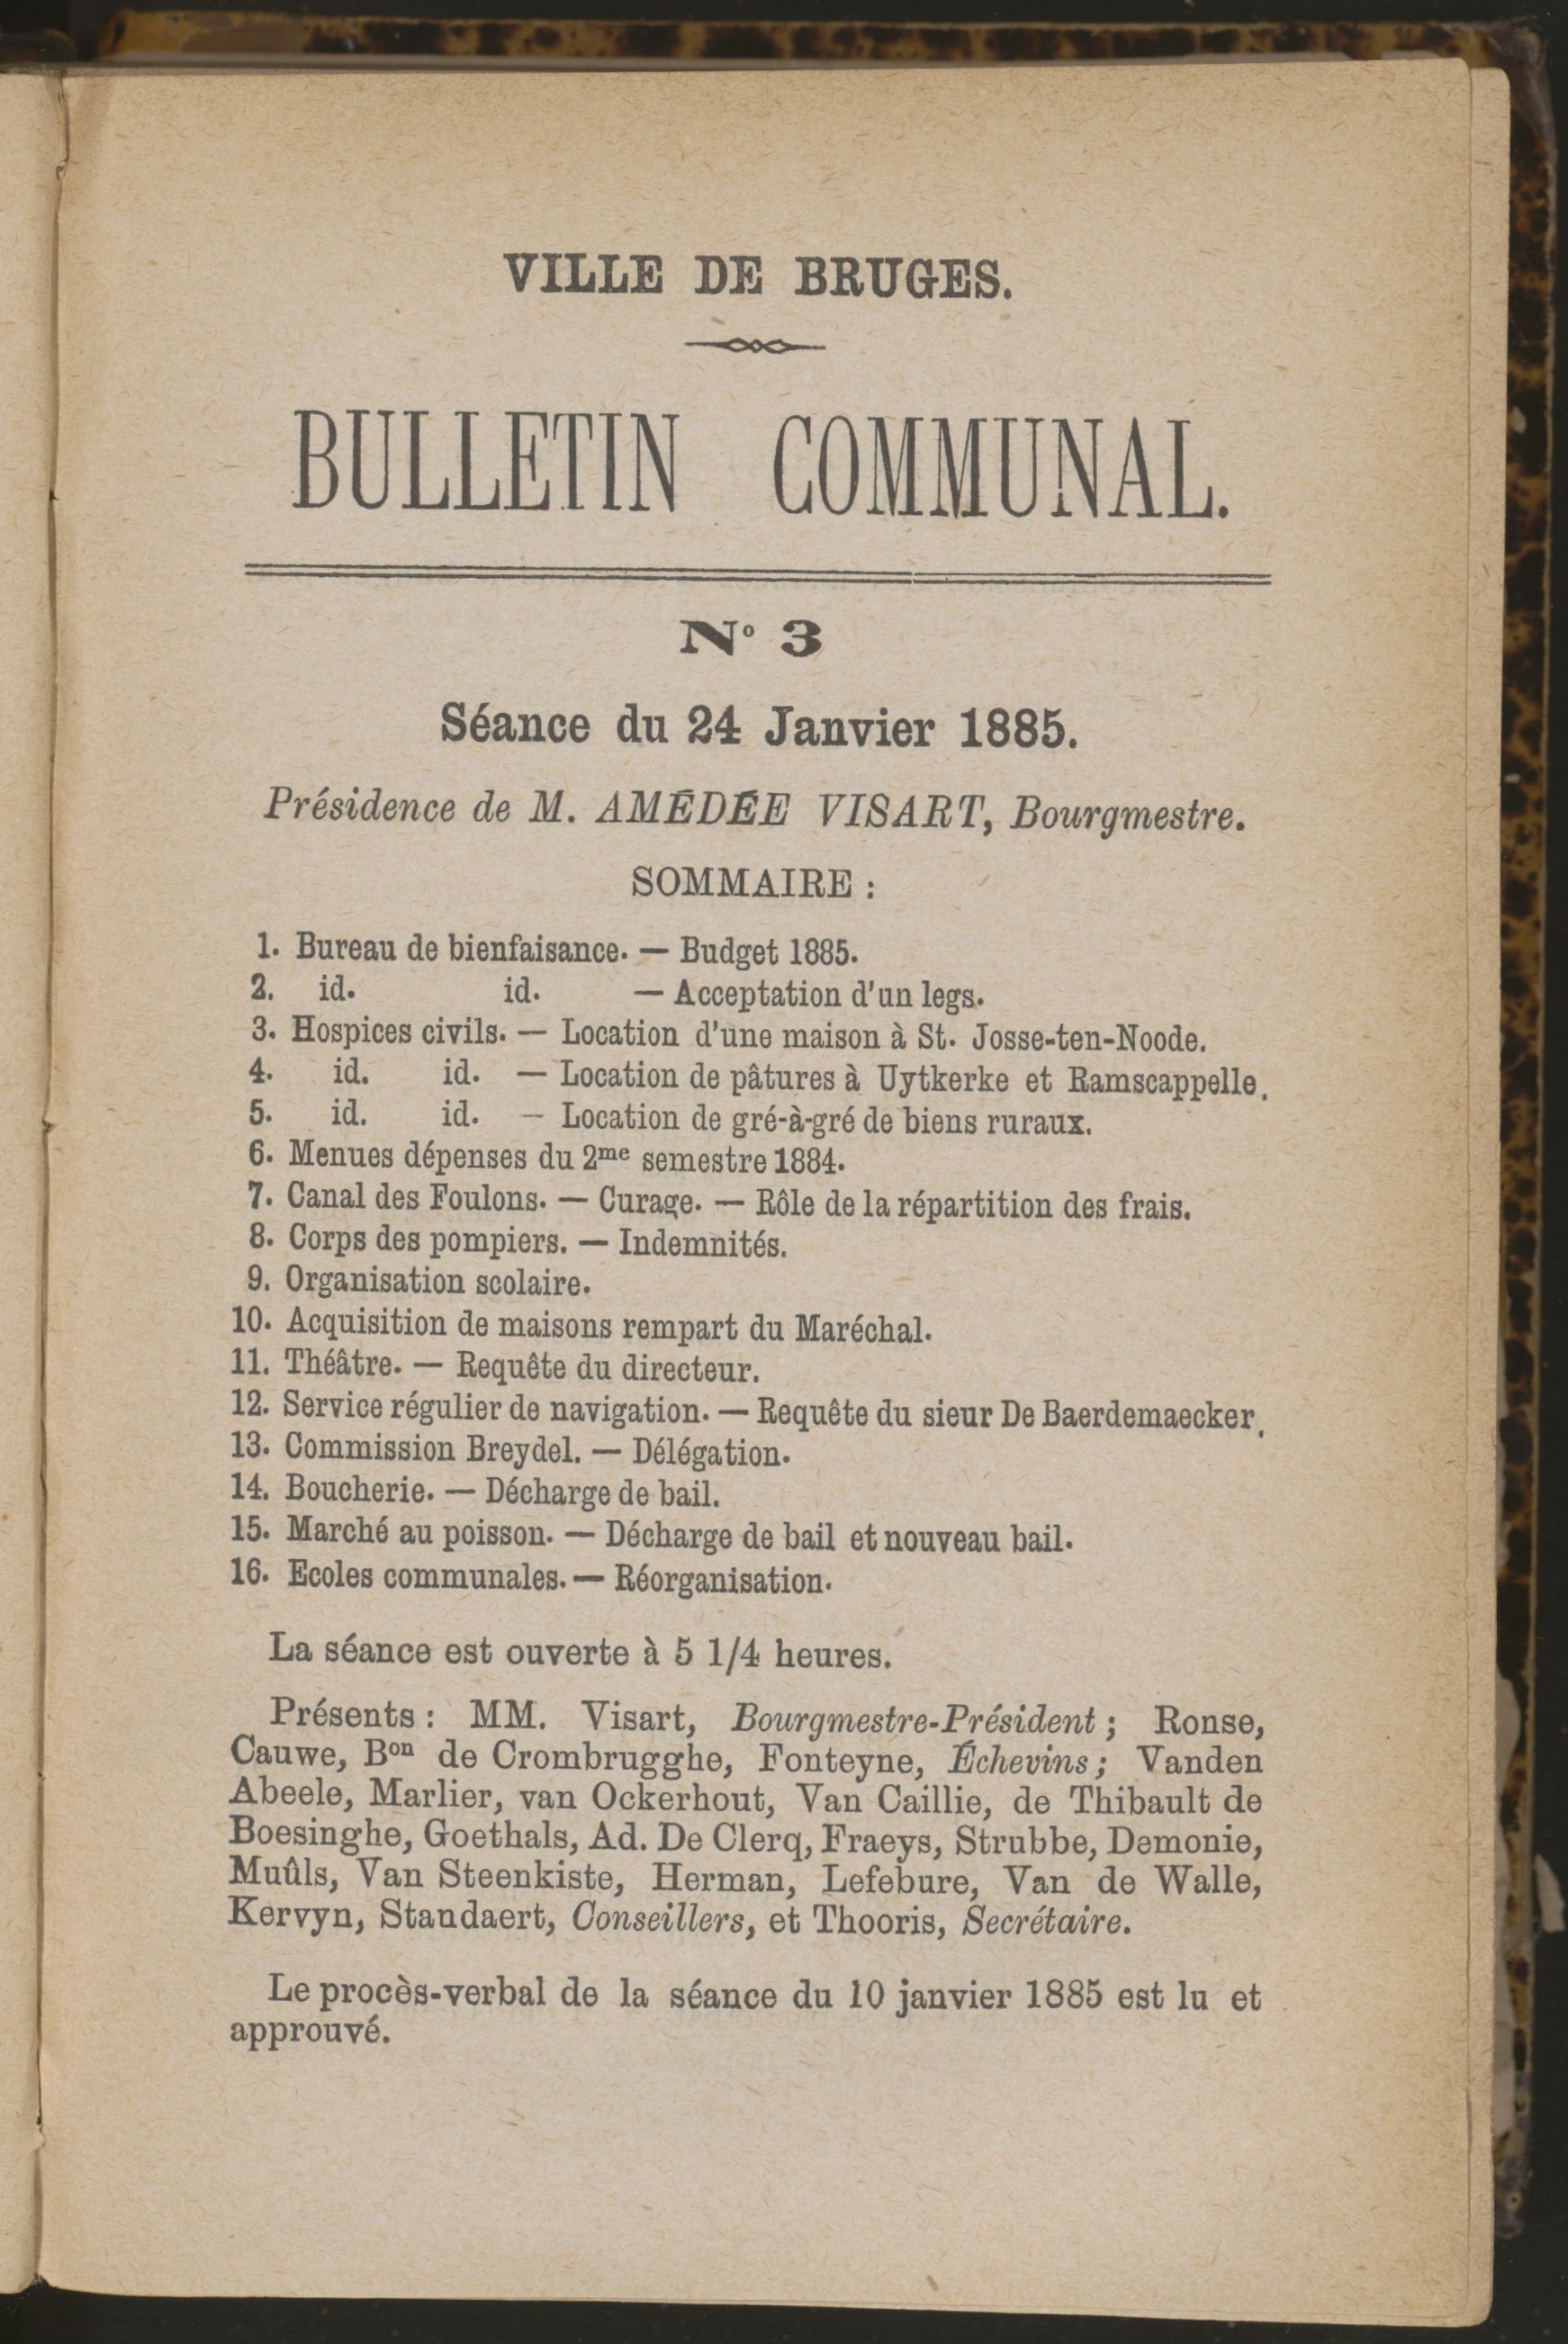 VILLE DE BRUGES.
BULLETIN COMMUNAL.
N° 3
Séance du 24 Janvier 1885.
Présidence de M. AMÉDÉE VISART, Bourgmestre.
SOMMAIRE :
1. Bureau de bienfaisance. — Budget 1885.
2. id. id. — Acceptation d'un legs.
3. Hospices civils. — Location d'une maison à St. Josse-ten-Noode.
4. id. id. — Location de pâtures à Uytkerke et Ramscappelle.
5. id. id. — Location de gré-à-gré de biens ruraux.
6. Menues dépenses du 2me semestre 1884.
7. Canal des Foulons. — Curage. — Rôle de la répartition des frais.
8. Corps des pompiers. — Indemnités.
9. Organisation scolaire.
10. Acquisition de maisons rempart du Maréchal.
11. Théâtre. — Requête du directeur.
12. Service régulier de navigation. — Requête du sieur De Baerdemaecker.
13. Commission Breydel. — Délégation.
14. Boucherie. — Décharge de bail.
15. Marché au poisson. — Décharge de bail et nouveau bail.
16. Ecoles communales. — Réorganisation.
La séance est ouverte à 5 1/4 heures.
Présents : MM. Visart, Bourgmestre-Président ; Ronse,
Cauwe, Bon de Crombrugghe, Fonteyne, Échevins ; Vanden
Abeele, Marlier, van Ockerhout, Van Caillie, de Thibault de
Boesinghe, Goethals, Ad. De Clerq, Fraeys, Strubbe, Demonie,
Muûls, Van Steenkiste, Herman, Lefebure, Van de Walle,
Kervyn, Standaert, Conseillers, et Thooris, Secrétaire.
Le procès-verbal de la séance du 10 janvier 1885 est lu et
approuvé.